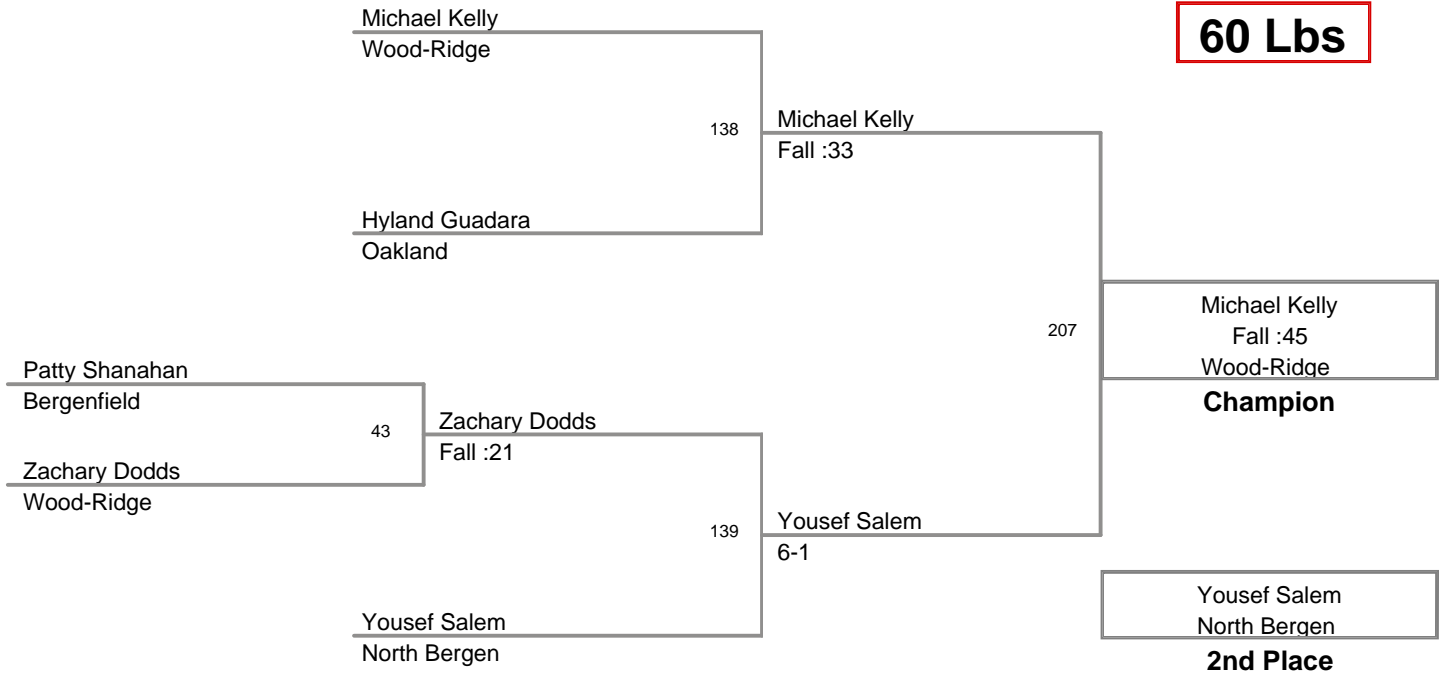 Michael Kelly
Wood-Ridge
60 Lbs
138
Michael Kelly
Fall :33
Hyland Guadara
Oakland
207
Michael Kelly
Fall :45
Wood-Ridge
Champion
Patty Shanahan
Bergenfield
43
Zachary Dodds
Fall :21
Zachary Dodds
Wood-Ridge
139
Yousef Salem
6-1
Yousef Salem
North Bergen
Yousef Salem
North Bergen
2nd Place